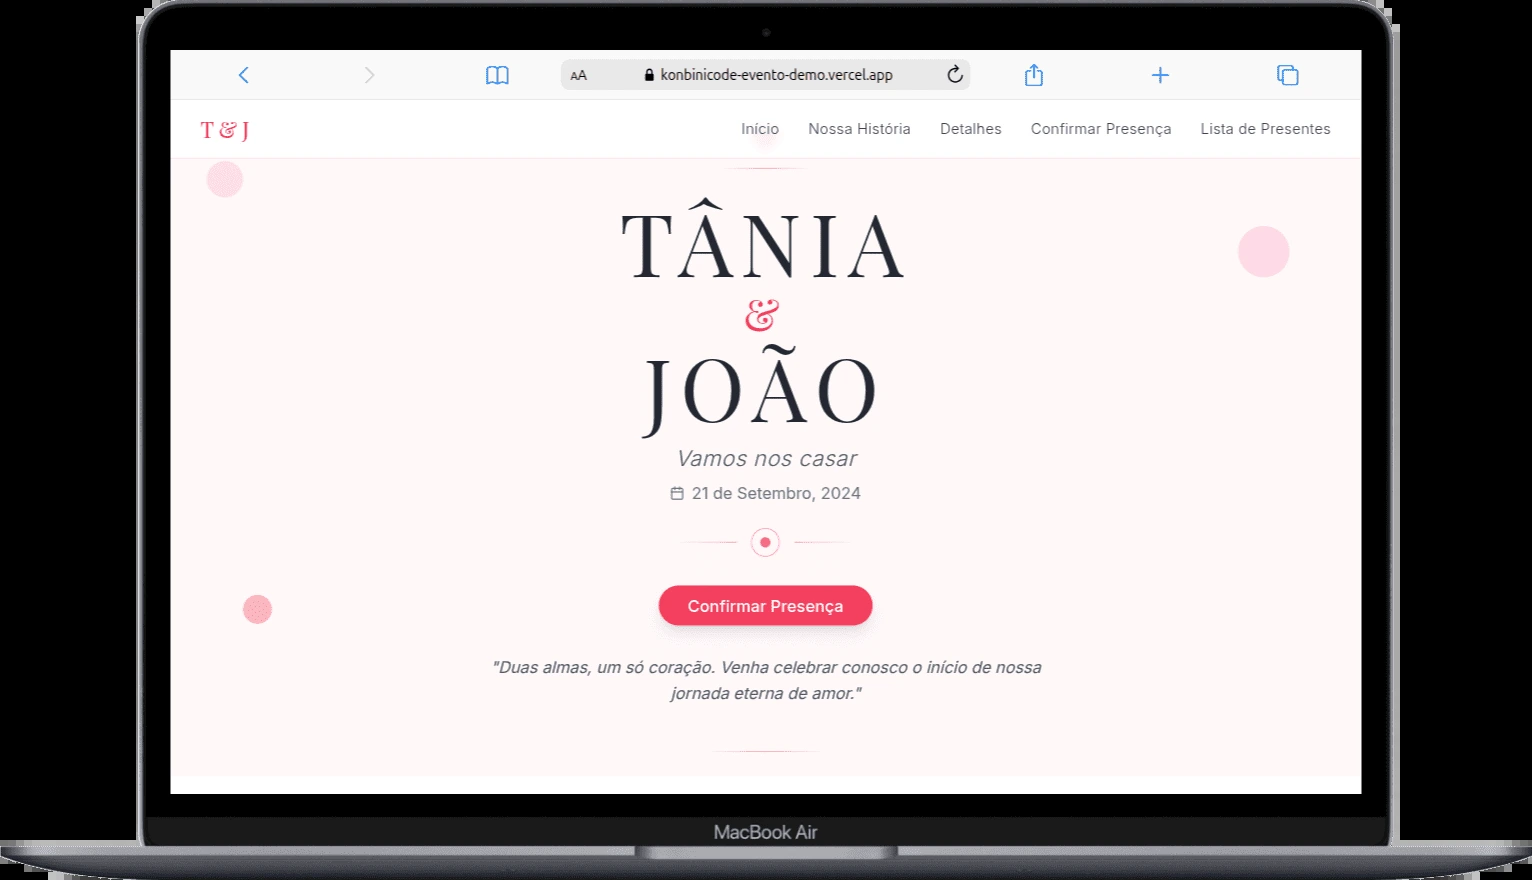 AA konbinicode-evento-demo.vercel.app
T & J Início Nossa História Detalhes Confirmar Presença Lista de Presentes
TÂNIA
&
JOÃO
Vamos nos casar
21 de Setembro, 2024
Confirmar Presença
"Duas almas, um só coração. Venha celebrar conosco o início de nossa
jornada eterna de amor."
MacBook Air